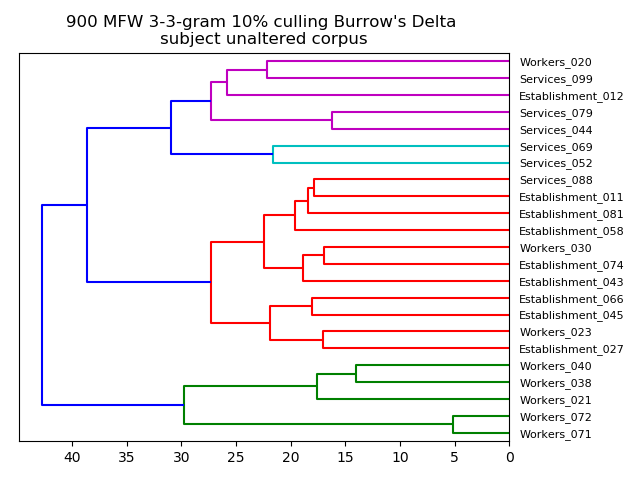 900 MFW 3-3-gram 10% culling Burrow's Delta
subject unaltered corpus
Workers_020
Services_099
Establishment_012
Services_079
Services_044
Services_069
Services_052
Services_088
Establishment_011
Establishment_081
Establishment_058
Workers_030
Establishment_074
Establishment_043
Establishment_066
Establishment_045
Workers_023
Establishment_027
Workers_040
Workers_038
Workers_021
Workers_072
Workers_071
40 35 30 25 20 15 10 5 0